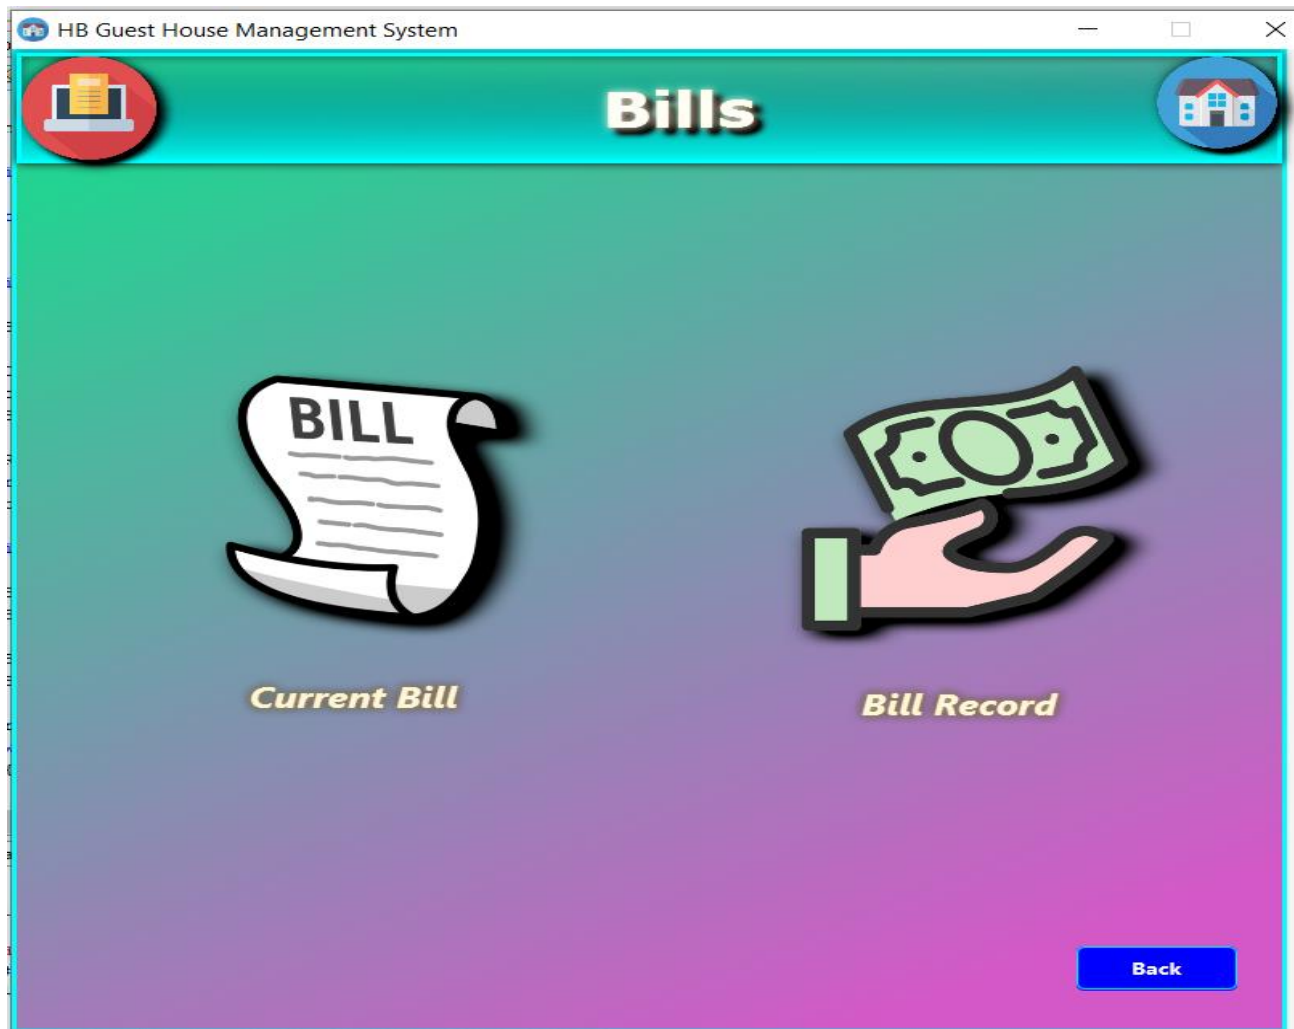 HB Guest House Management System
Bills
BILL
Current Bill
Bill Record
Back